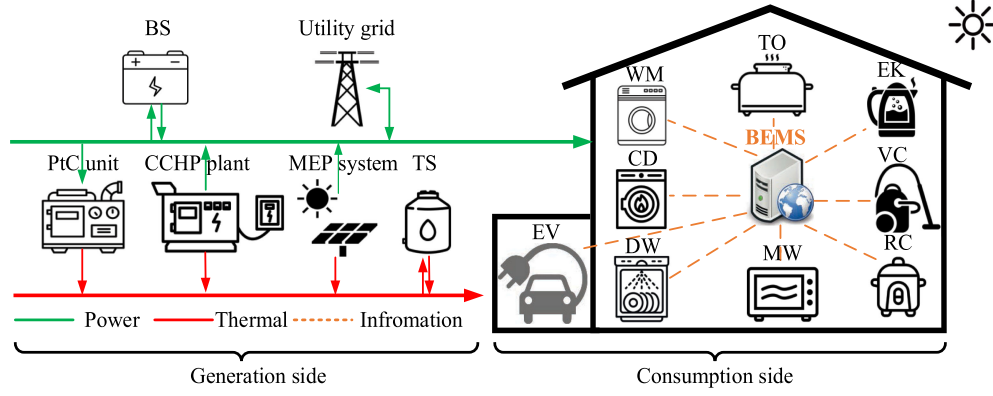 BS
Utility grid
PtC unit
CCHP plant
MEP system
TS
Power
Thermal
Infromation
Generation side
TO
WM
EK
BEMS
CD
VC
EV
DW
MW
RC
Consumption side